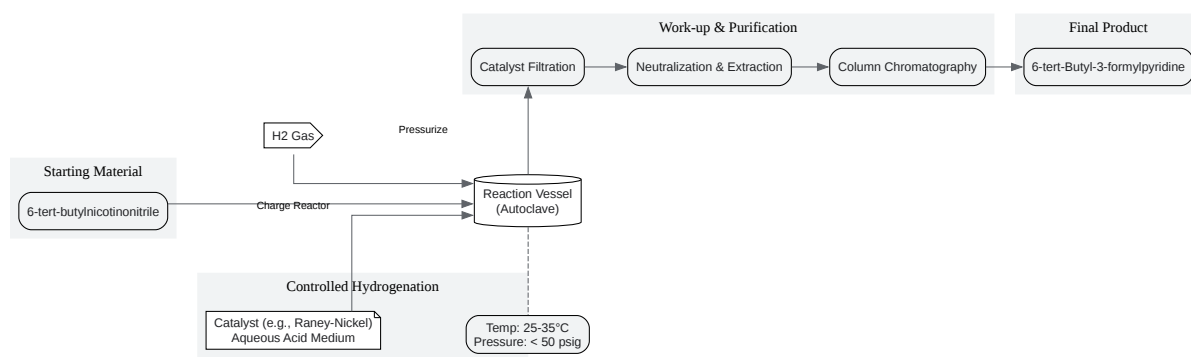 Work-up & Purification
Final Product
Catalyst Filtration
Neutralization & Extraction
Column Chromatography
6-tert-Butyl-3-formylpyridine
H2 Gas
Pressurize
Starting Material
6-tert-butylnicotinonitrile
Charge Reactor
Reaction Vessel
(Autoclave)
Controlled Hydrogenation
Catalyst (e.g., Raney-Nickel)
Aqueous Acid Medium
Temp: 25-35°C
Pressure: < 50 psig